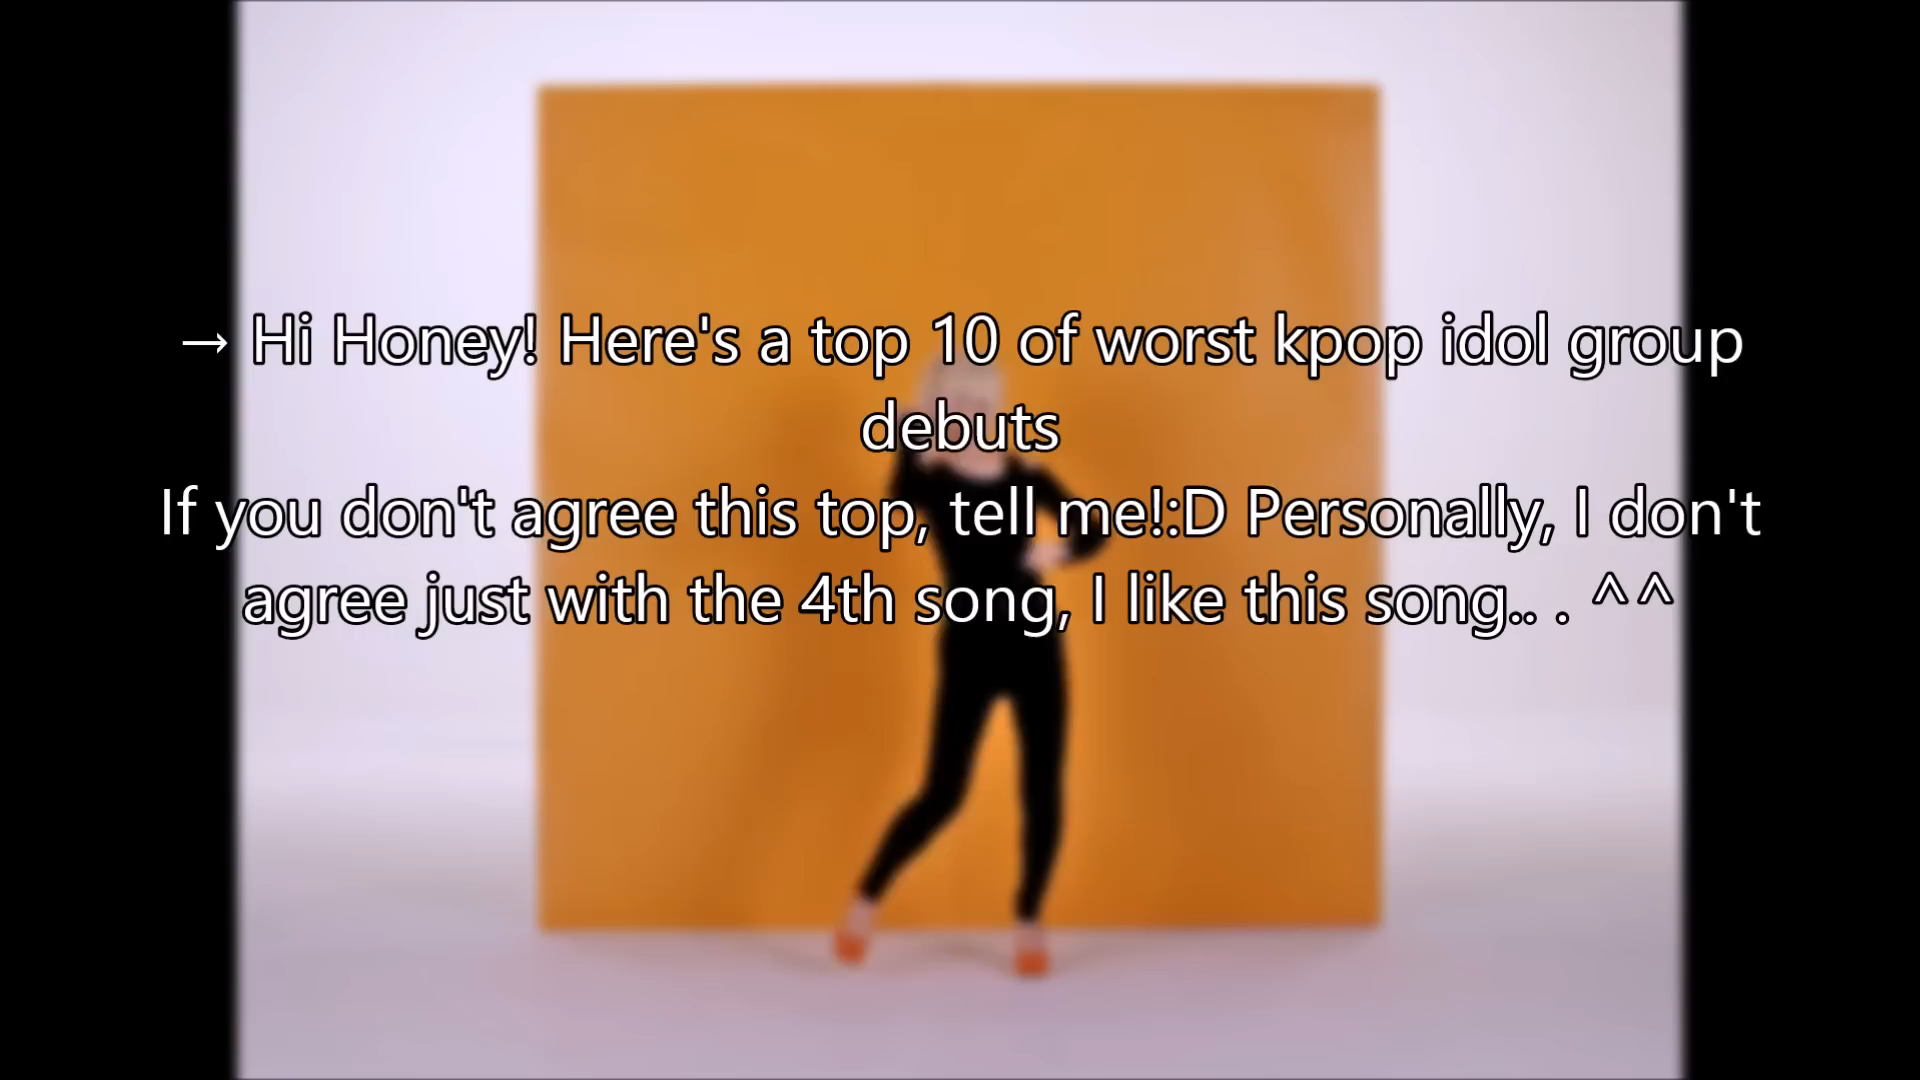 → Hi Honey! Here's a top 10 of worst kpop idol group
debuts
If you don't agree this top, tell me!:D Personally, I don't
agree just with the 4th song, I like this song.. . ^^